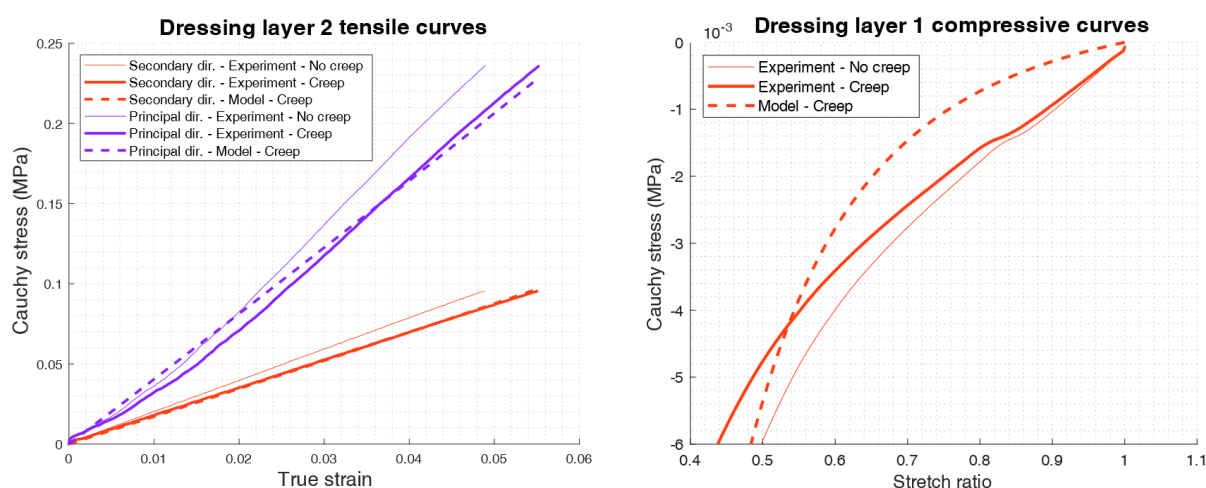 Dressing layer 2 tensile curves
0.25
0.2
0.15
0.1
0.05
0
Cauchy stress (MPa)
Secondary dir. - Experiment - No creep
Secondary dir. - Experiment - Creep
Secondary dir. - Model - Creep
Principal dir. - Experiment - No creep
Principal dir. - Experiment - Creep
Principal dir. - Model - Creep
0 0.01 0.02 0.03 0.04 0.05 0.06
True strain
Dressing layer 1 compressive curves
10⁻³
0
-1
-2
-3
-4
-5
-6
Cauchy stress (MPa)
Experiment - No creep
Experiment - Creep
Model - Creep
0.4 0.5 0.6 0.7 0.8 0.9 1 1.1
Stretch ratio